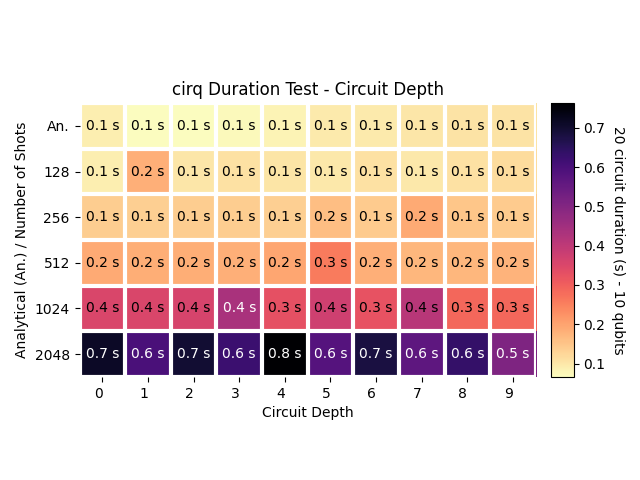 cirq Duration Test - Circuit Depth
Analytical (An.) / Number of Shots
An. 0.1 s 0.1 s 0.1 s 0.1 s 0.1 s 0.1 s 0.1 s 0.1 s 0.1 s 0.1 s
128 0.1 s 0.2 s 0.1 s 0.1 s 0.1 s 0.1 s 0.1 s 0.1 s 0.1 s 0.1 s
256 0.1 s 0.1 s 0.1 s 0.1 s 0.1 s 0.2 s 0.1 s 0.2 s 0.1 s 0.1 s
512 0.2 s 0.2 s 0.2 s 0.2 s 0.2 s 0.3 s 0.2 s 0.2 s 0.2 s 0.2 s
1024 0.4 s 0.4 s 0.4 s 0.4 s 0.3 s 0.4 s 0.3 s 0.4 s 0.3 s 0.3 s
2048 0.7 s 0.6 s 0.7 s 0.6 s 0.8 s 0.6 s 0.7 s 0.6 s 0.6 s 0.5 s
0 1 2 3 4 5 6 7 8 9
Circuit Depth
0.7
0.6
0.5
0.4
0.3
0.2
0.1
20 circuit duration (s) - 10 qubits